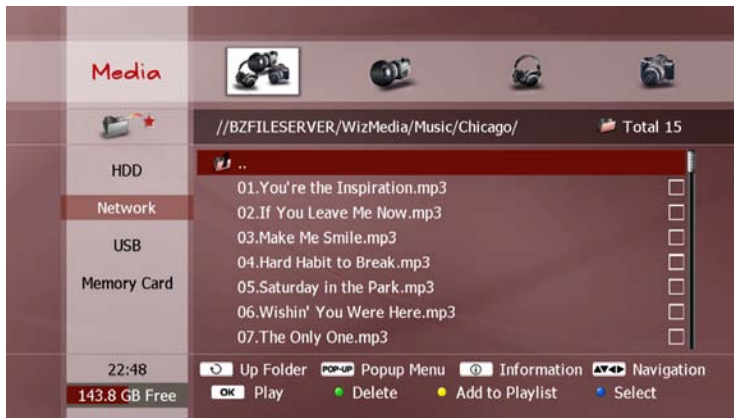 Media
//BZFILESERVER/WizMedia/Music/Chicago/ Total 15
HDD
Network
USB
Memory Card
..
01.You're the Inspiration.mp3
02.If You Leave Me Now.mp3
03.Make Me Smile.mp3
04.Hard Habit to Break.mp3
05.Saturday in the Park.mp3
06.Wishin' You Were Here.mp3
07.The Only One.mp3
22:48
143.8 GB Free
Up Folder POP-UP Popup Menu Information Navigation
OK Play Delete Add to Playlist Select